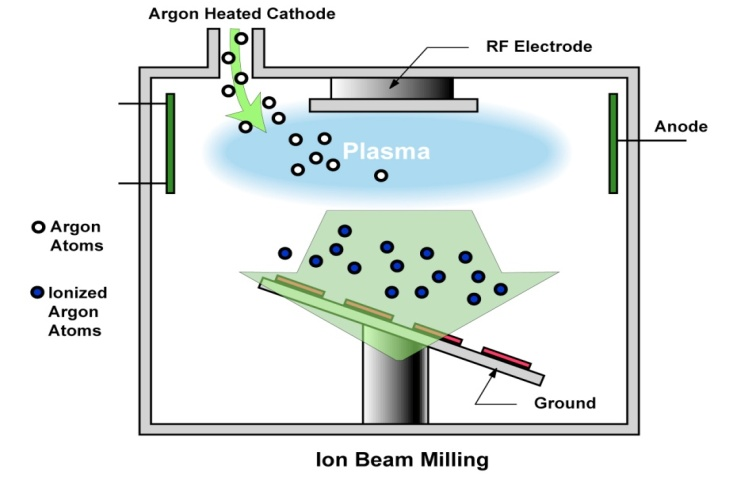 Argon Heated Cathode
RF Electrode
Plasma
Anode
Argon
Atoms
Ionized
Argon
Atoms
Ground
Ion Beam Milling